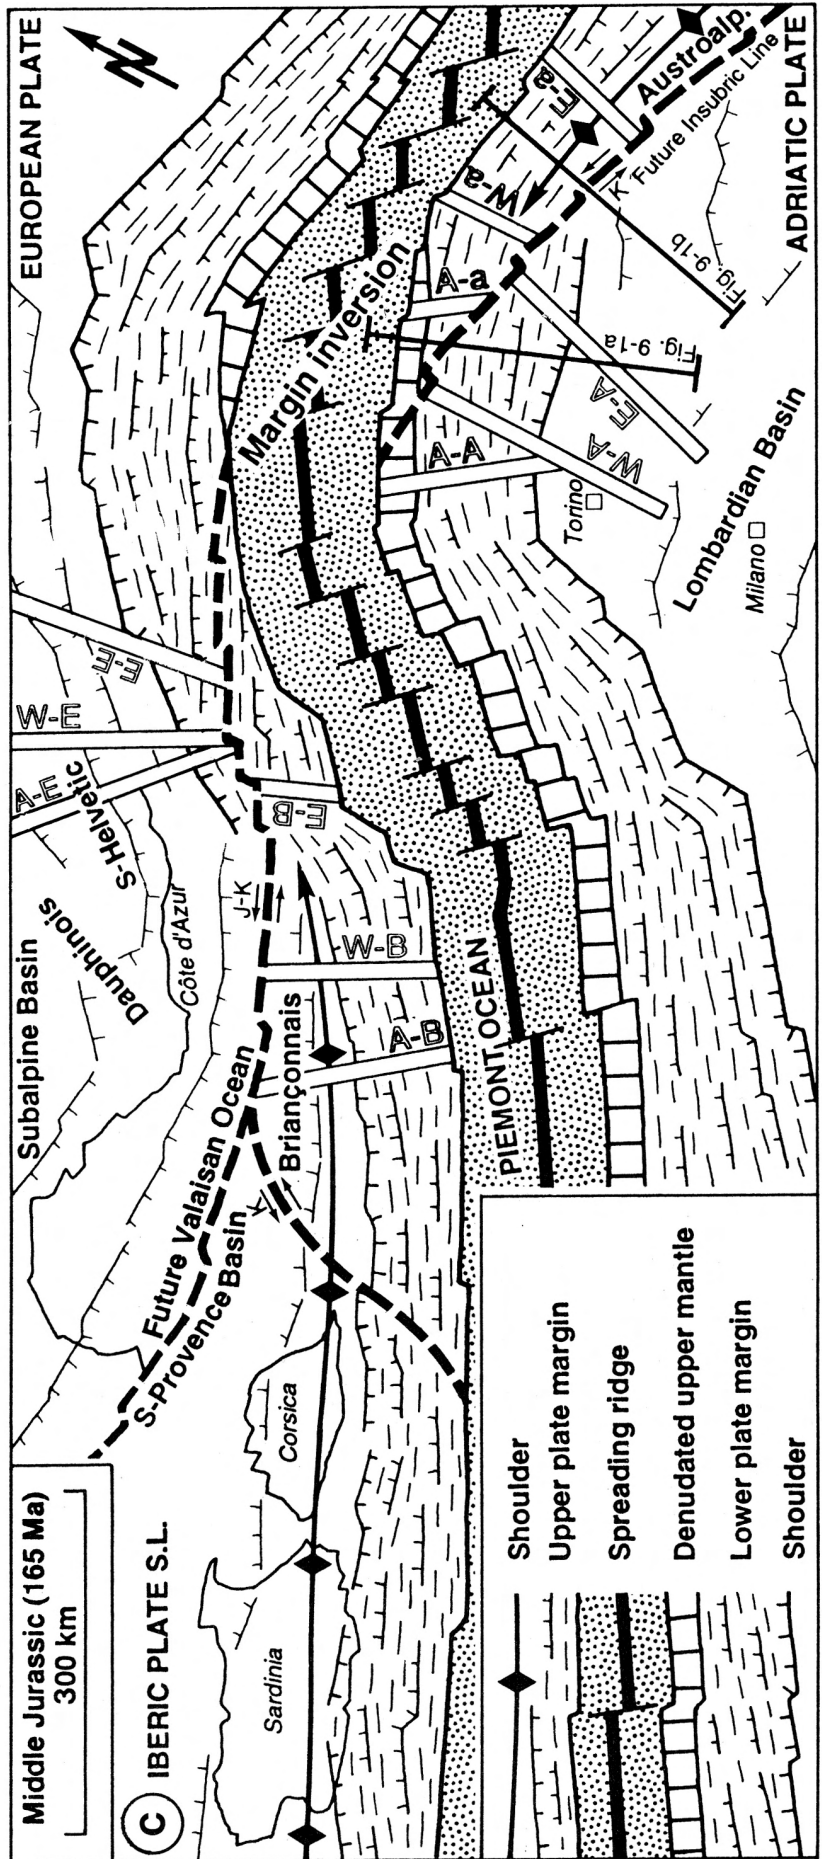 Middle Jurassic (165 Ma)
300 km
C
IBERIC PLATE S.L.
Sardinia
Corsica
S-Provence Basin
Future Valaisan Ocean
Subalpine Basin
Dauphinois
Côte d'Azur
S-Helvetic
A-E
W-E
E-E
EUROPEAN PLATE
N
K
J-K
Briançonnais
A-B
W-B
E-B
PIEMONT OCEAN
Margin inversion
A-A
W-A
E-A
A-a
W-a
E-a
Austroalp.
K
Future Insubric Line
Fig. 9-1a
Fig. 9-1b
Torino
Milano
Lombardian Basin
ADRIATIC PLATE
Shoulder
Upper plate margin
Spreading ridge
Denudated upper mantle
Lower plate margin
Shoulder